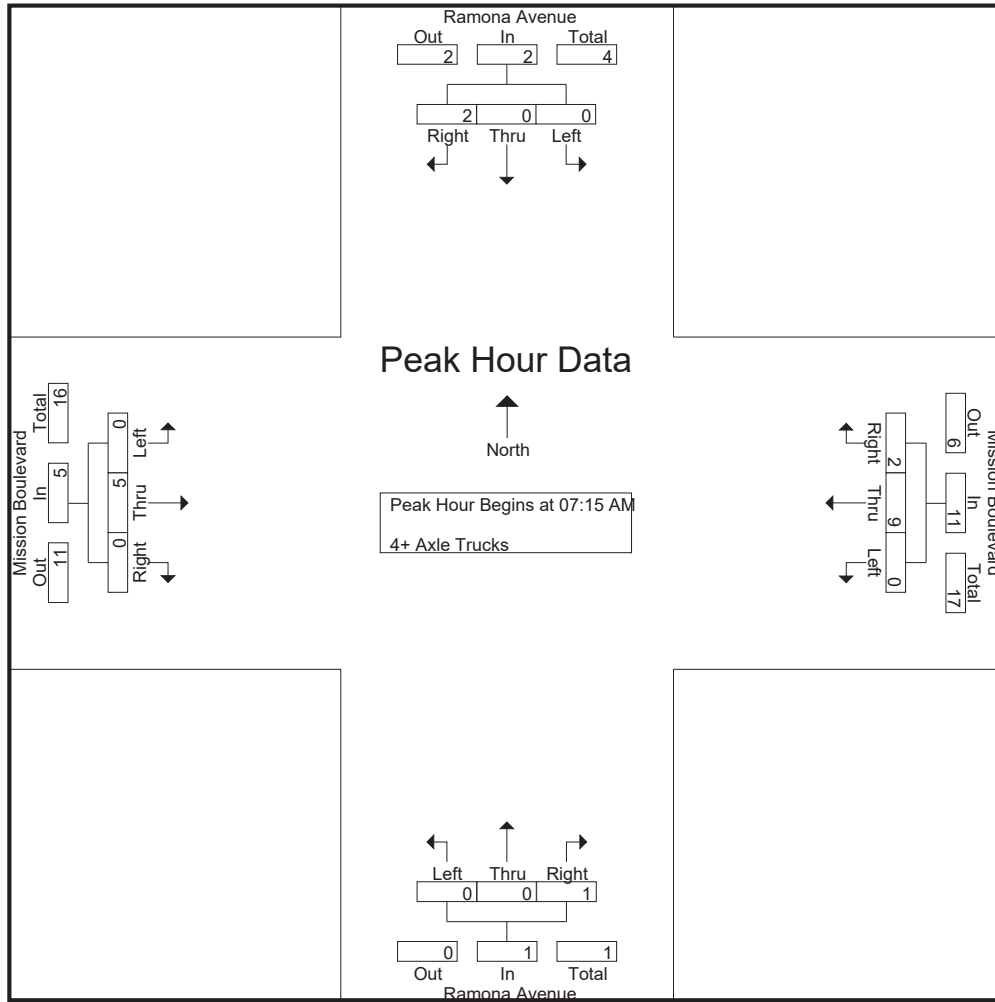 Ramona Avenue
Out In Total
2 2 4
2 0 0
Right Thru Left
Peak Hour Data
North
Peak Hour Begins at 07:15 AM
4+ Axle Trucks
Mission Boulevard
Out In Total
11 5 16
Left Thru Right
0 5 0
Mission Boulevard
Out In Total
6 11 17
Right Thru Left
2 9 0
Left Thru Right
0 0 1
0 1 1
Out In Total
Ramona Avenue